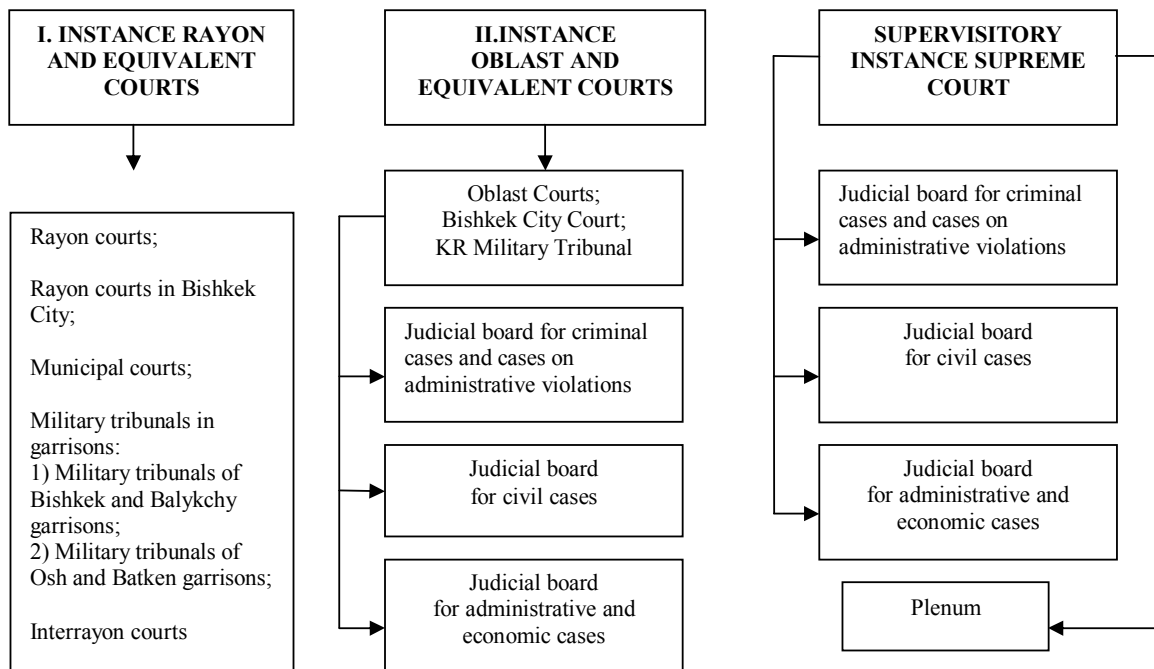 I. INSTANCE RAYON
AND EQUIVALENT
COURTS
Rayon courts;
Rayon courts in Bishkek
City;
Municipal courts;
Military tribunals in
garrisons:
1) Military tribunals of
Bishkek and Balykchy
garrisons;
2) Military tribunals of
Osh and Batken garrisons;
Interrayon courts
II.INSTANCE
OBLAST AND
EQUIVALENT COURTS
Oblast Courts;
Bishkek City Court;
KR Military Tribunal
Judicial board for criminal
cases and cases on
administrative violations
Judicial board
for civil cases
Judicial board
for administrative and
economic cases
SUPERVISITORY
INSTANCE SUPREME
COURT
Judicial board for criminal
cases and cases on
administrative violations
Judicial board
for civil cases
Judicial board
for administrative and
economic cases
Plenum